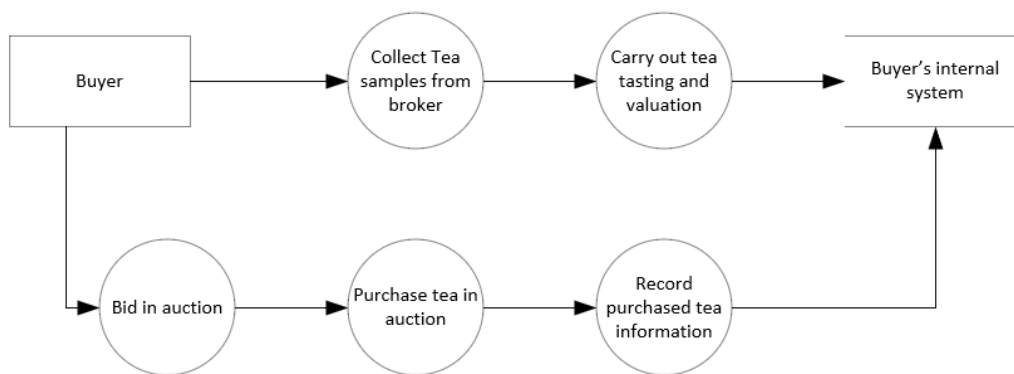 Buyer
Collect Tea
samples from
broker
Carry out tea
tasting and
valuation
Buyer’s internal
system
Bid in auction
Purchase tea in
auction
Record
purchased tea
information